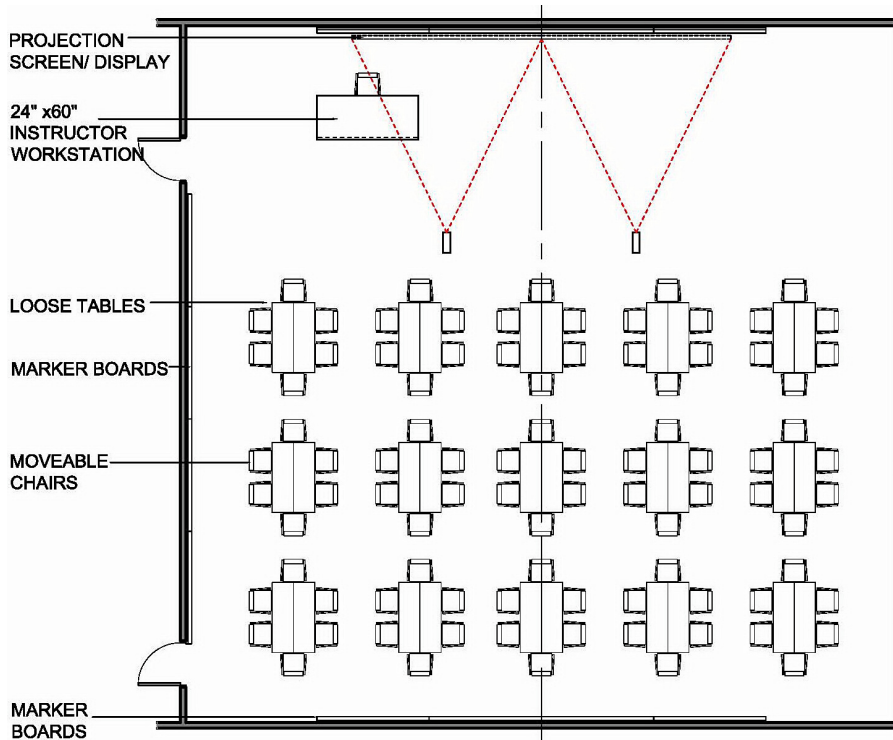 PROJECTION
SCREEN/ DISPLAY
24" x60"
INSTRUCTOR
WORKSTATION
LOOSE TABLES
MARKER BOARDS
MOVEABLE
CHAIRS
MARKER
BOARDS